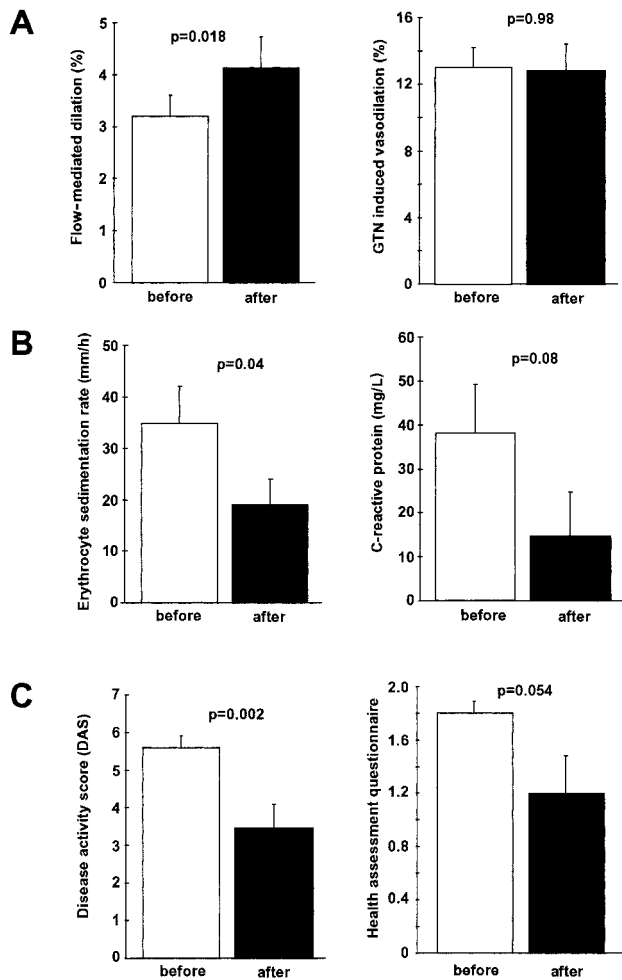 A
Flow-mediated dilation (%)
5
4
3
2
1
0
p=0.018
before after
GTN induced vasodilation (%)
16
12
8
4
0
p=0.98
before after
B
Erythrocyte sedimentation rate (mm/h)
50
40
30
20
10
0
p=0.04
before after
C-reactive protein (mg/L)
60
50
40
30
20
10
0
p=0.08
before after
C
Disease activity score (DAS)
7
6
5
4
3
2
1
0
p=0.002
before after
Health assessment questionnaire
2.0
1.6
1.2
0.8
0.4
0
p=0.054
before after